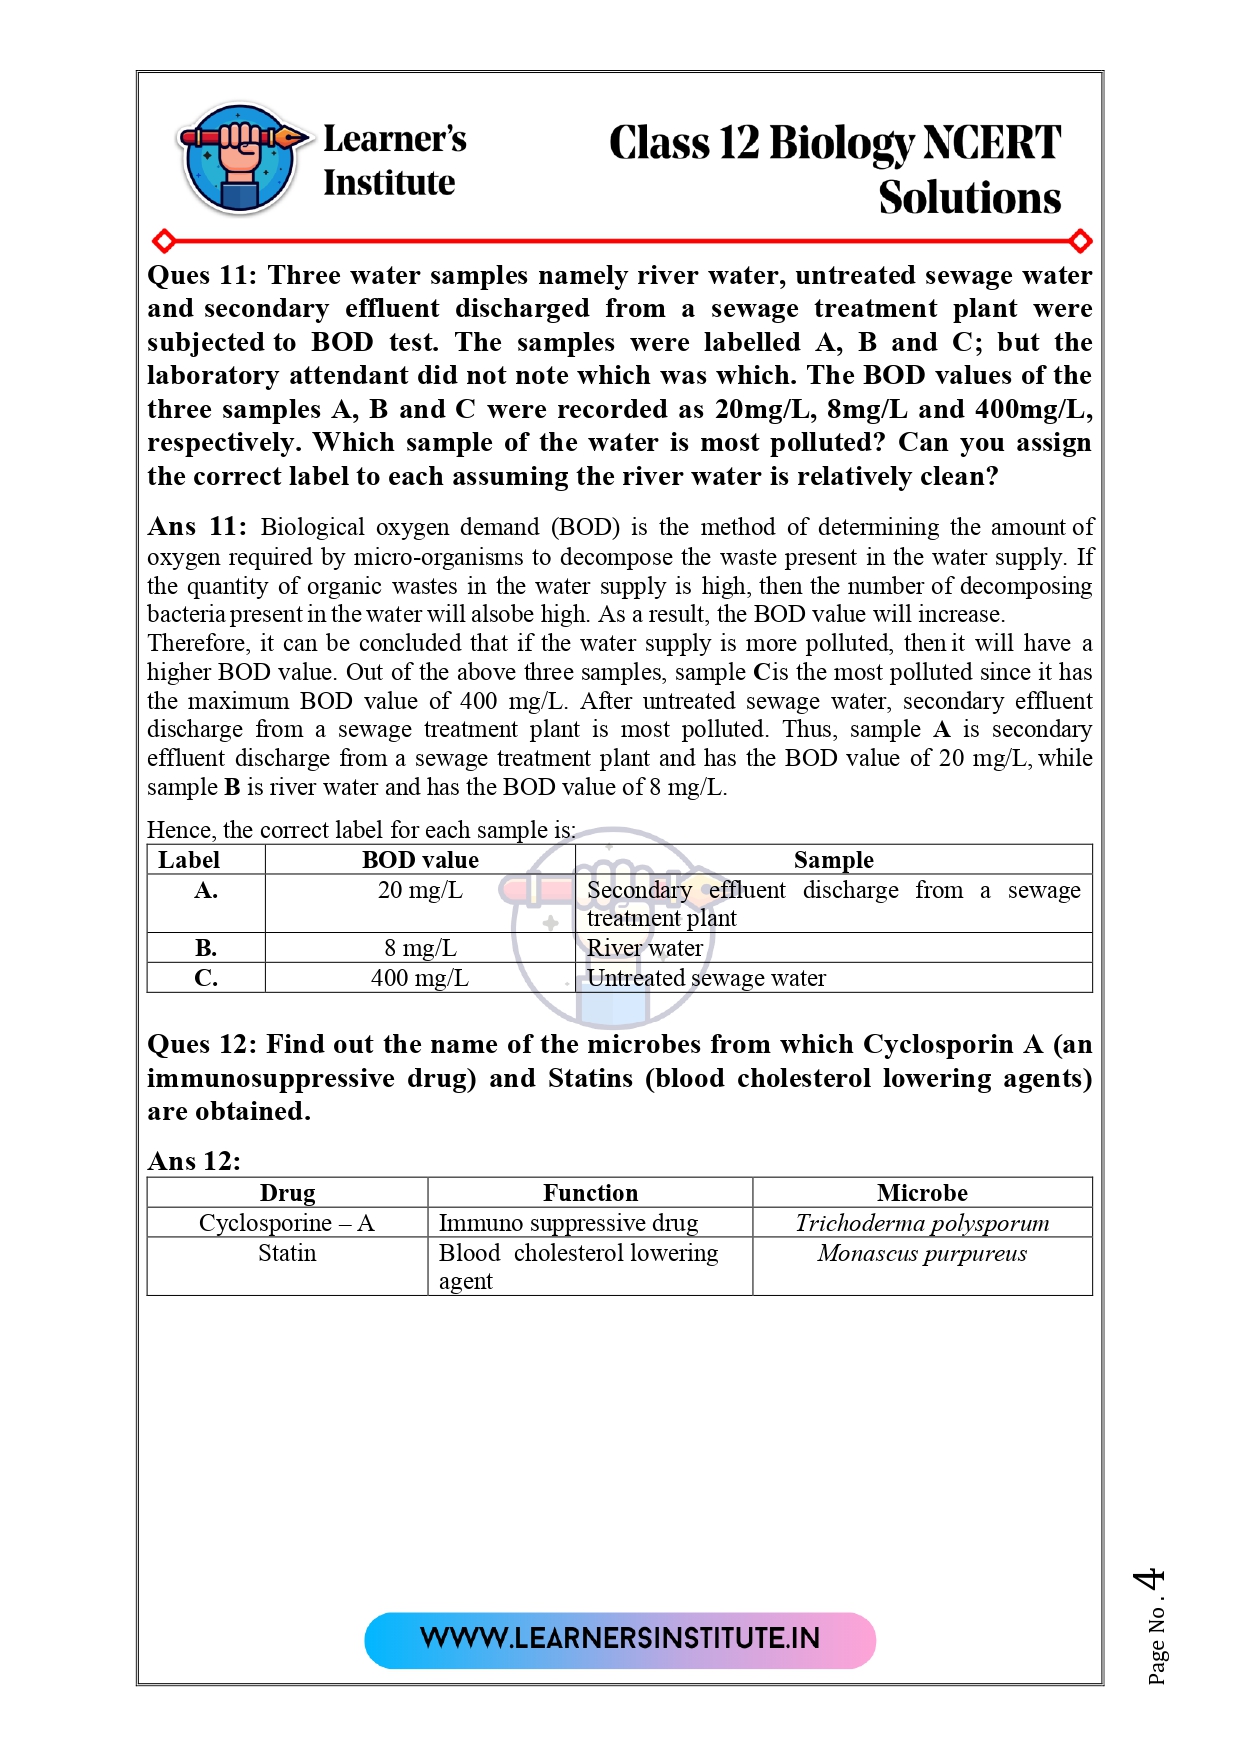 Learner's
Institute
Class 12 Biology NCERT
Solutions
Ques 11: Three water samples namely river water, untreated sewage water
and secondary effluent discharged from a sewage treatment plant were
subjected to BOD test. The samples were labelled A, B and C; but the
laboratory attendant did not note which was which. The BOD values of the
three samples A, B and C were recorded as 20mg/L, 8mg/L and 400mg/L,
respectively. Which sample of the water is most polluted? Can you assign
the correct label to each assuming the river water is relatively clean?
Ans 11: Biological oxygen demand (BOD) is the method of determining the amount of
oxygen required by micro-organisms to decompose the waste present in the water supply. If
the quantity of organic wastes in the water supply is high, then the number of decomposing
bacteria present in the water will alsobe high. As a result, the BOD value will increase.
Therefore, it can be concluded that if the water supply is more polluted, then it will have a
higher BOD value. Out of the above three samples, sample Cis the most polluted since it has
the maximum BOD value of 400 mg/L. After untreated sewage water, secondary effluent
discharge from a sewage treatment plant is most polluted. Thus, sample A is secondary
effluent discharge from a sewage treatment plant and has the BOD value of 20 mg/L, while
sample B is river water and has the BOD value of 8 mg/L.
Hence, the correct label for each sample is:
Label BOD value Sample
A. 20 mg/L Secondary effluent discharge from a sewage
treatment plant
B. 8 mg/L River water
C. 400 mg/L Untreated sewage water
Ques 12: Find out the name of the microbes from which Cyclosporin A (an
immunosuppressive drug) and Statins (blood cholesterol lowering agents)
are obtained.
Ans 12:
Drug Function Microbe
Cyclosporine – A Immuno suppressive drug Trichoderma polysporum
Statin Blood cholesterol lowering Monascus purpureus
agent
WWW.LEARNERSINSTITUTE.IN
Page No. 4